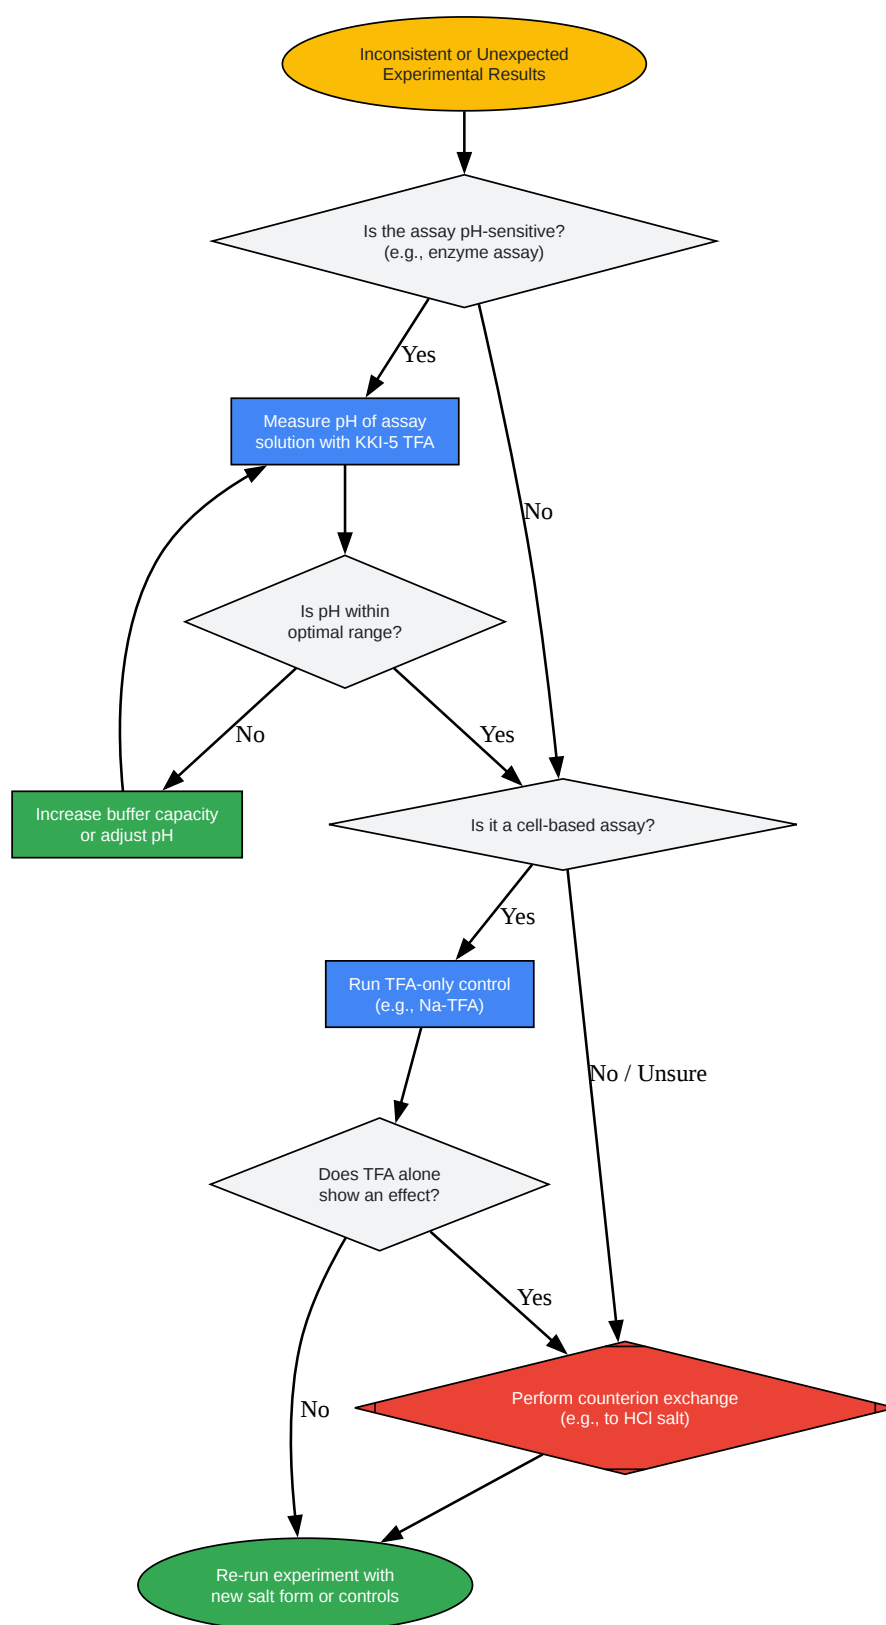 Inconsistent or Unexpected
Experimental Results
Is the assay pH-sensitive?
(e.g., enzyme assay)
Yes
Measure pH of assay
solution with KKI-5 TFA
No
Is pH within
optimal range?
No
Yes
Increase buffer capacity
or adjust pH
Is it a cell-based assay?
Yes
Run TFA-only control
(e.g., Na-TFA)
No / Unsure
Does TFA alone
show an effect?
Yes
No
Perform counterion exchange
(e.g., to HCl salt)
Re-run experiment with
new salt form or controls